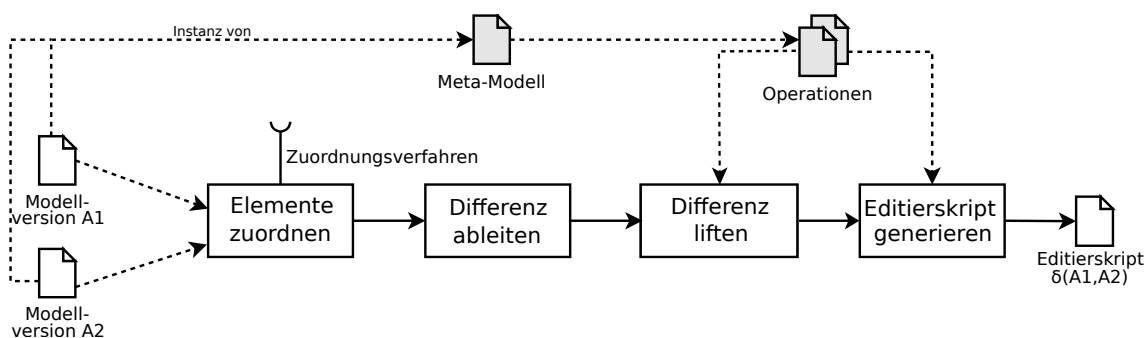 Instanz von
Meta-Modell
Operationen
Zuordnungsverfahren
Modell-
version A1
Elemente
zuordnen
Differenz
ableiten
Differenz
liften
Editierskript
generieren
Editierskript
δ(A1,A2)
Modell-
version A2